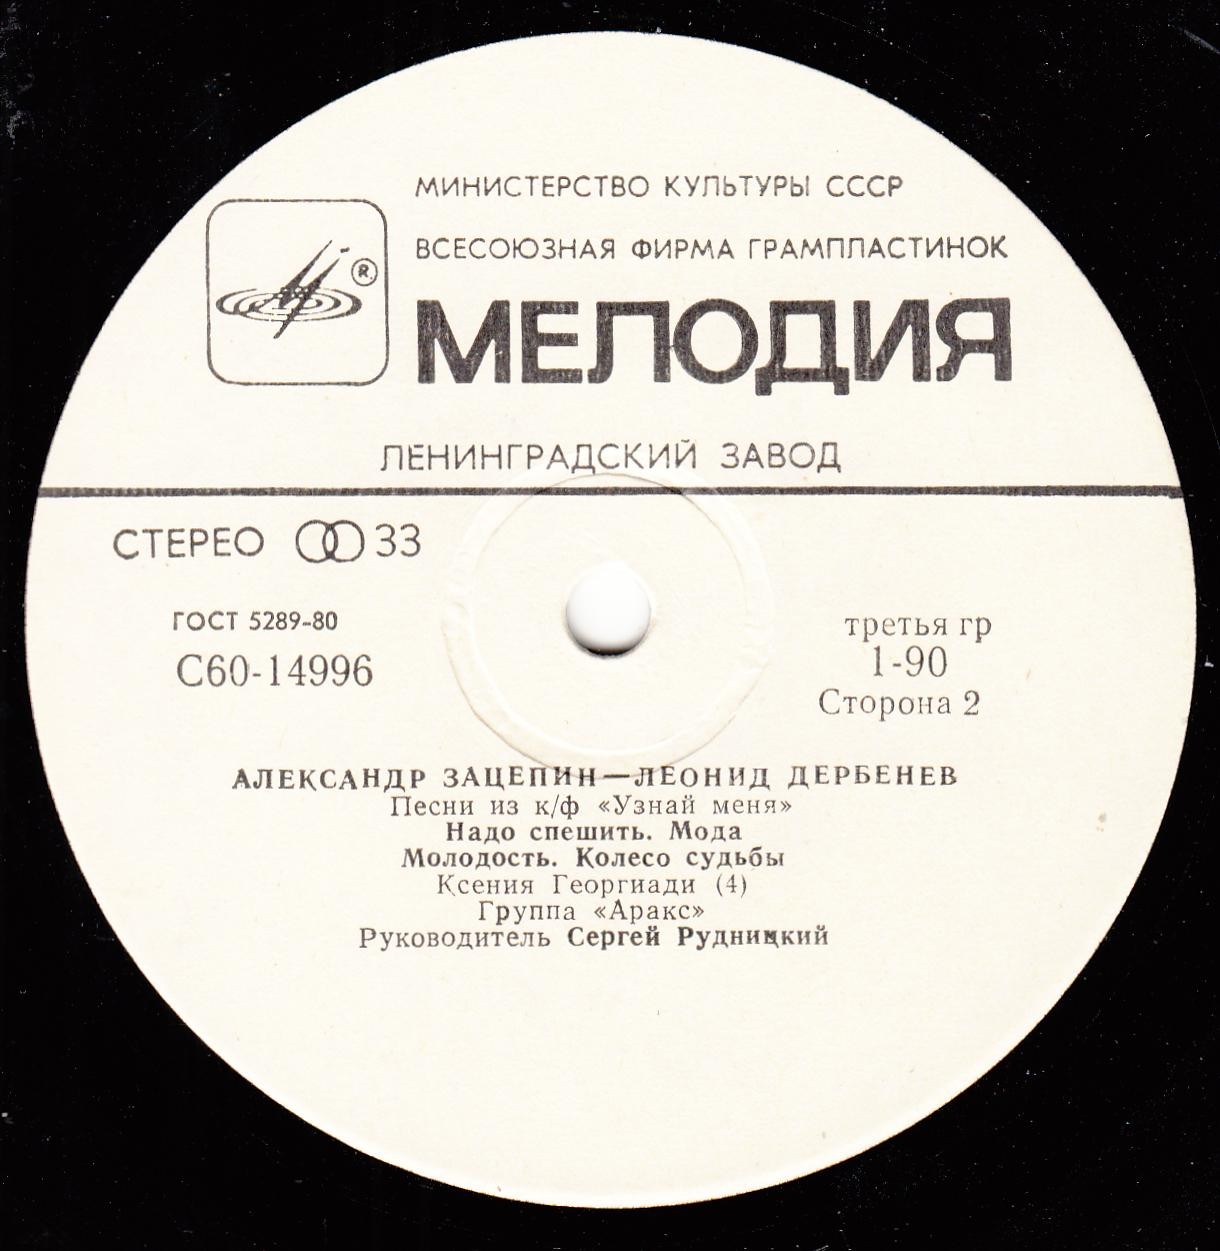 МИНИСТЕРСТВО КУЛЬТУРЫ СССР
ВСЕСОЮЗНАЯ ФИРМА ГРАМПЛАСТИНОК
®
МЕЛОДИЯ
ЛЕНИНГРАДСКИЙ ЗАВОД
СТЕРЕО 33
ГОСТ 5289-80
С60-14996
третья гр
1-90
Сторона 2
АЛЕКСАНДР ЗАЦЕПИН—ЛЕОНИД ДЕРБЕНЕВ
Песни из к/ф «Узнай меня»
Надо спешить. Мода
Молодость. Колесо судьбы
Ксения Георгиади (4)
Группа «Аракс»
Руководитель Сергей Рудницкий